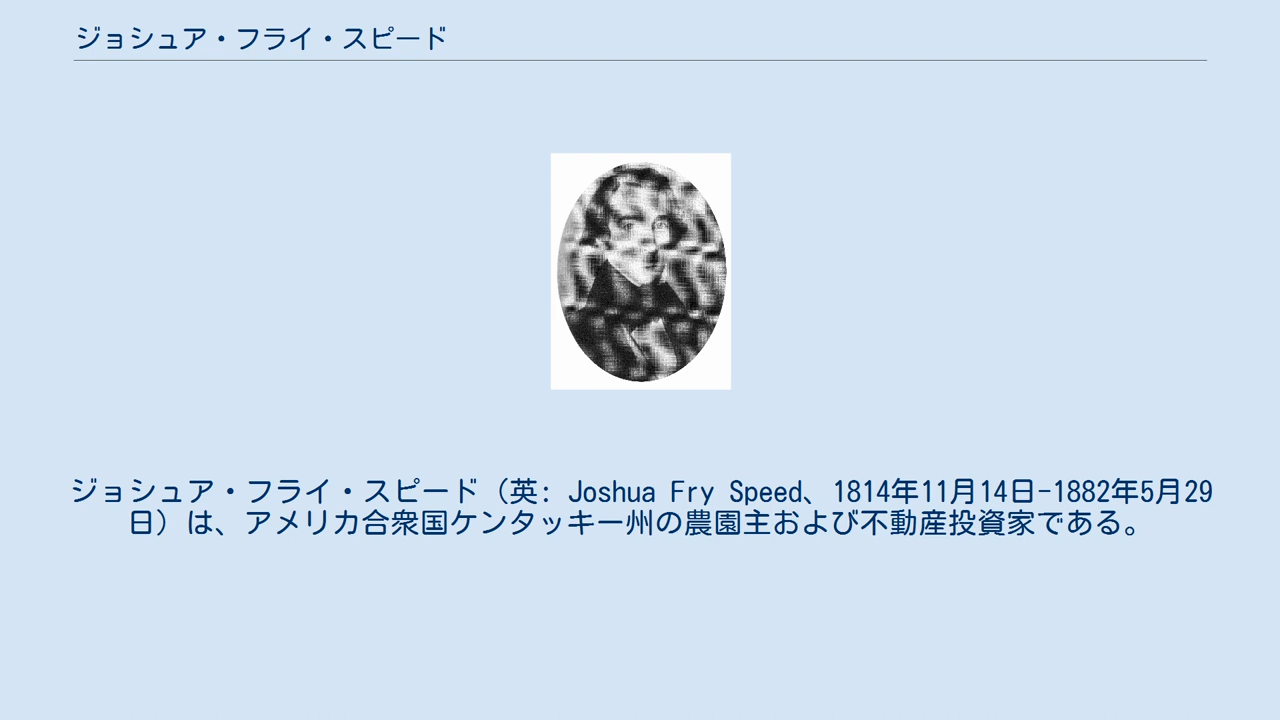 ジョシュア・フライ・スピード
ジョシュア・フライ・スピード（英: Joshua Fry Speed、1814年11月14日-1882年5月29
日）は、アメリカ合衆国ケンタッキー州の農園主および不動産投資家である。